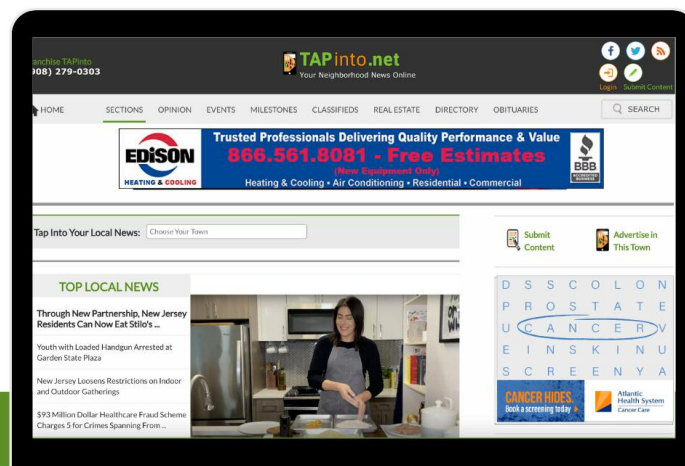 anchise TAPinto
908) 279-0303
TAPinto.net
Your Neighborhood News Online
Login Submit Content
HOME SECTIONS OPINION EVENTS MILESTONES CLASSIFIEDS REAL ESTATE DIRECTORY OBITUARIES SEARCH
EDISON
HEATING & COOLING
Trusted Professionals Delivering Quality Performance & Value
866.561.8081 - Free Estimates
(New Equipment Only)
Heating & Cooling • Air Conditioning • Residential • Commercial
BBB
ACCREDITED
BUSINESS
Tap Into Your Local News: Choose Your Town
Submit
Content
Advertise in
This Town
TOP LOCAL NEWS
Through New Partnership, New Jersey
Residents Can Now Eat Stilo's ...
Youth with Loaded Handgun Arrested at
Garden State Plaza
New Jersey Loosens Restrictions on Indoor
and Outdoor Gatherings
$93 Million Dollar Healthcare Fraud Scheme
Charges 5 for Crimes Spanning From ...
D S S C O L O N
P R O S T A T E
U C A N C E R V
E I N S K I N U
S C R E E N Y A
CANCER HIDES.
Book a screening today
Atlantic
Health System
Cancer Care